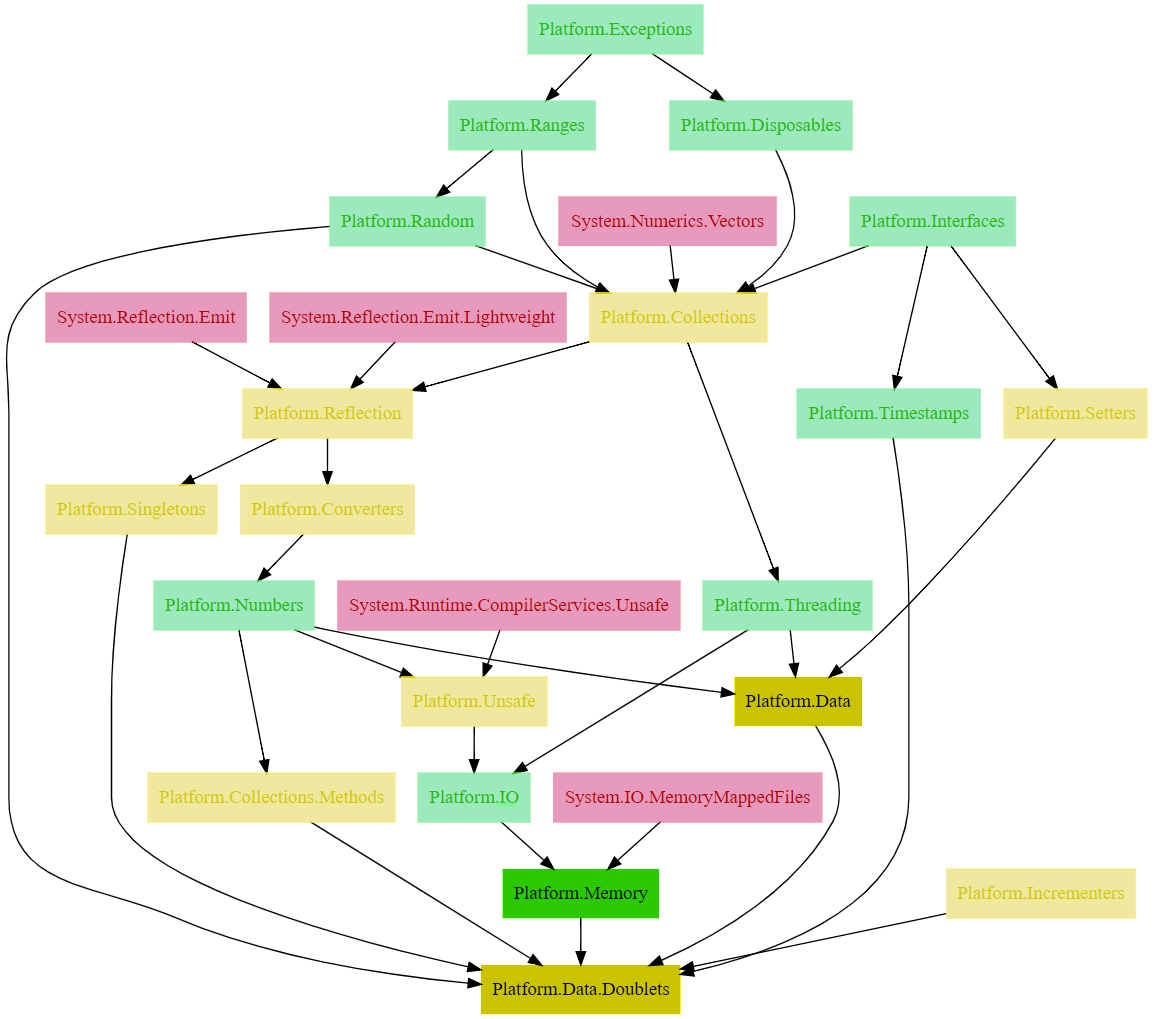 Platform.Exceptions
Platform.Ranges
Platform.Disposables
Platform.Random
System.Numerics.Vectors
Platform.Interfaces
System.Reflection.Emit
System.Reflection.Emit.Lightweight
Platform.Collections
Platform.Reflection
Platform.Timestamps
Platform.Setters
Platform.Singletons
Platform.Converters
Platform.Numbers
System.Runtime.CompilerServices.Unsafe
Platform.Threading
Platform.Unsafe
Platform.Data
Platform.Collections.Methods
Platform.IO
System.IO.MemoryMappedFiles
Platform.Memory
Platform.Incrementers
Platform.Data.Doublets